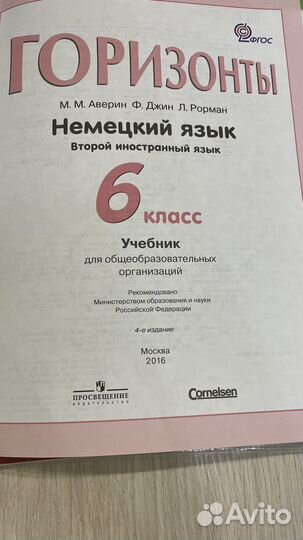 ФГОС
ГОРИЗОНТЫ
М. М. Аверин Ф. Джин Л. Рорман
Немецкий язык
Второй иностранный язык
6 класс
Учебник
для общеобразовательных
организаций
Рекомендовано
Министерством образования и науки
Российской Федерации
4-е издание
Москва
2016
ПРОСВЕЩЕНИЕ
ИЗДАТЕЛЬСТВО
Cornelsen
Avito